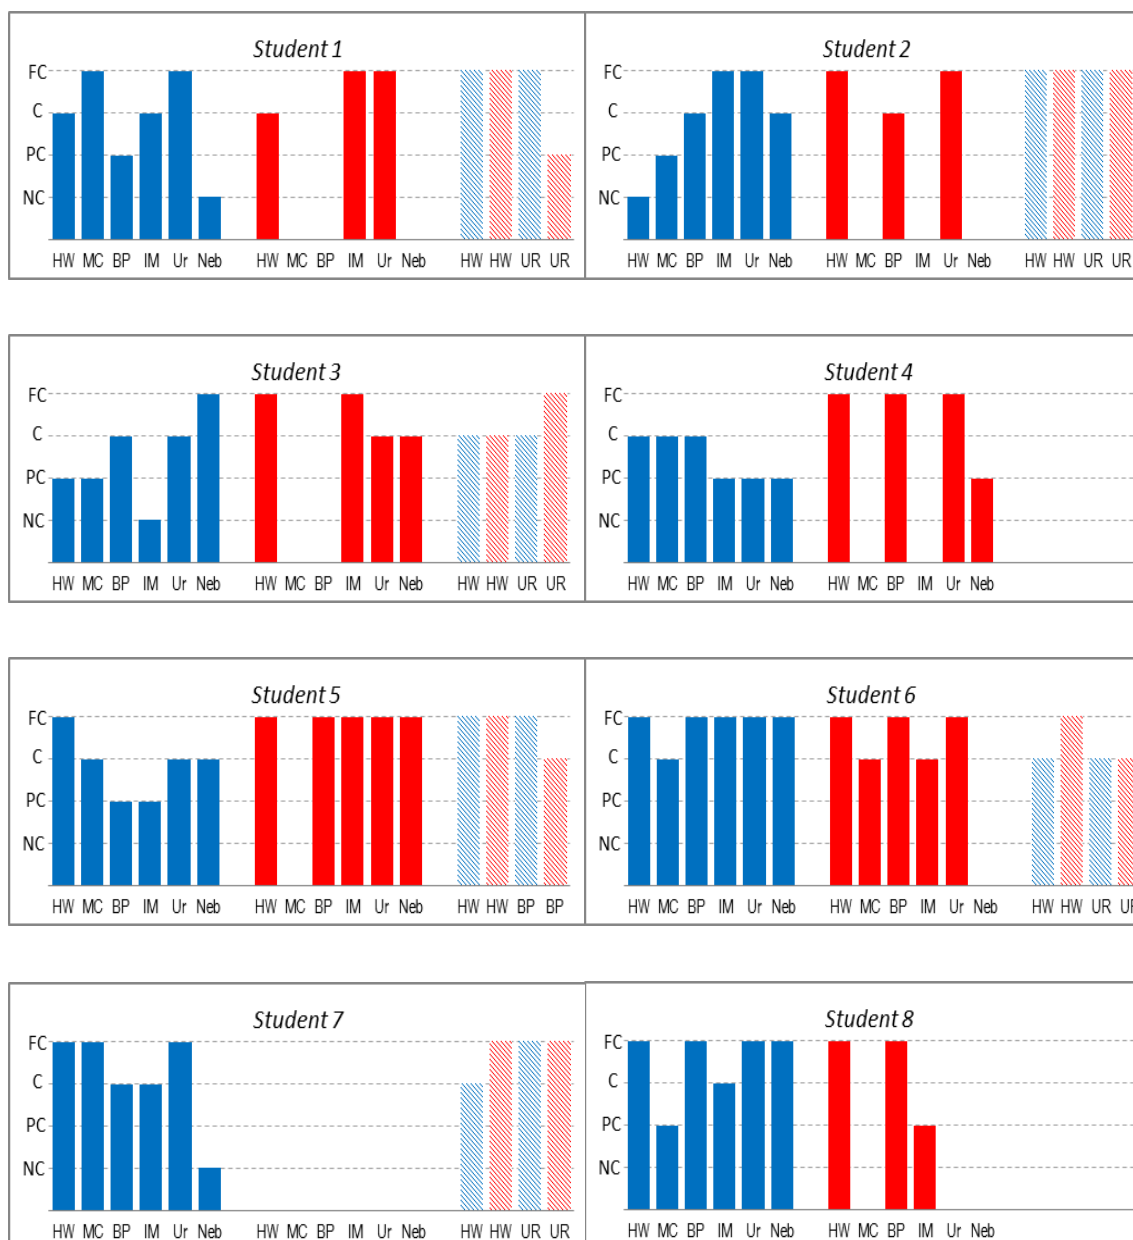 Student 1
FC
C
PC
NC
HW MC BP IM Ur Neb HW MC BP IM Ur Neb HW HW UR UR
Student 2
FC
C
PC
NC
HW MC BP IM Ur Neb HW MC BP IM Ur Neb HW HW UR UR
Student 3
FC
C
PC
NC
HW MC BP IM Ur Neb HW MC BP IM Ur Neb HW HW UR UR
Student 4
FC
C
PC
NC
HW MC BP IM Ur Neb HW MC BP IM Ur Neb
Student 5
FC
C
PC
NC
HW MC BP IM Ur Neb HW MC BP IM Ur Neb HW HW BP BP
Student 6
FC
C
PC
NC
HW MC BP IM Ur Neb HW MC BP IM Ur Neb HW HW UR UR
Student 7
FC
C
PC
NC
HW MC BP IM Ur Neb HW MC BP IM Ur Neb HW HW UR UR
Student 8
FC
C
PC
NC
HW MC BP IM Ur Neb HW MC BP IM Ur Neb